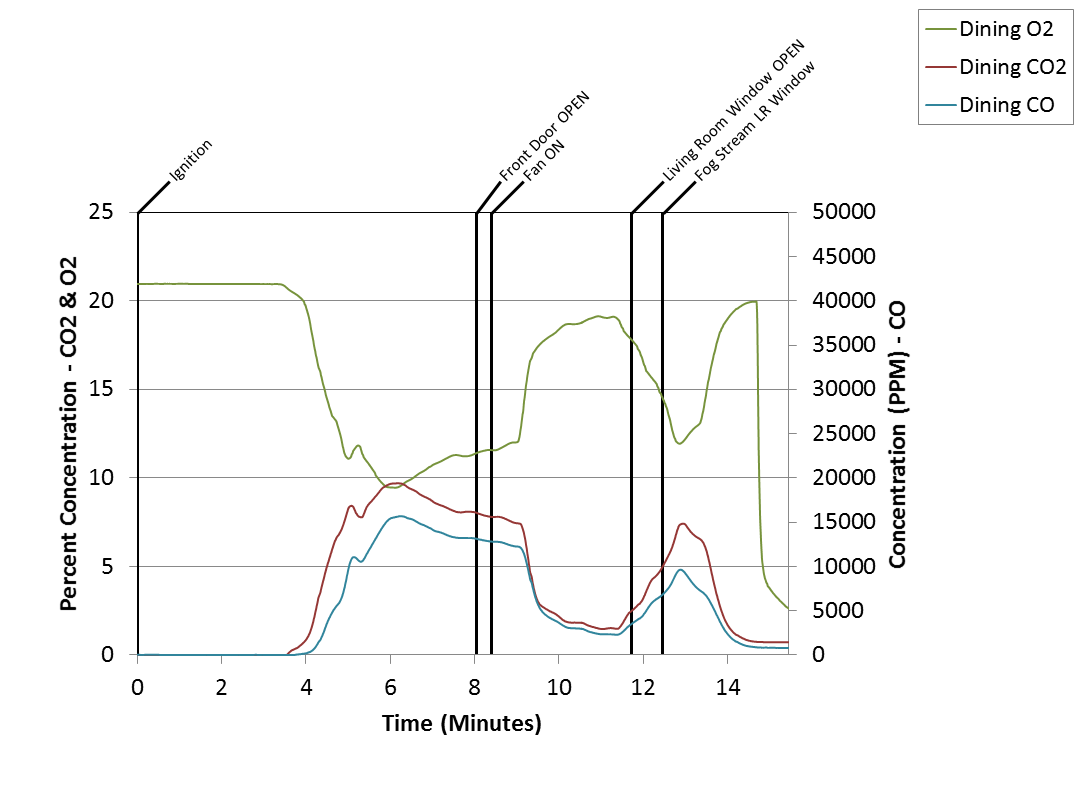 Dining O2
Dining CO2
Dining CO
Ignition
Front Door OPEN
Fan ON
Living Room Window OPEN
Fog Stream LR Window
Percent Concentration - CO2 & O2
25
20
15
10
5
0
50000
45000
40000
35000
30000
25000
20000
15000
10000
5000
0
Concentration (PPM) - CO
0 2 4 6 8 10 12 14
Time (Minutes)